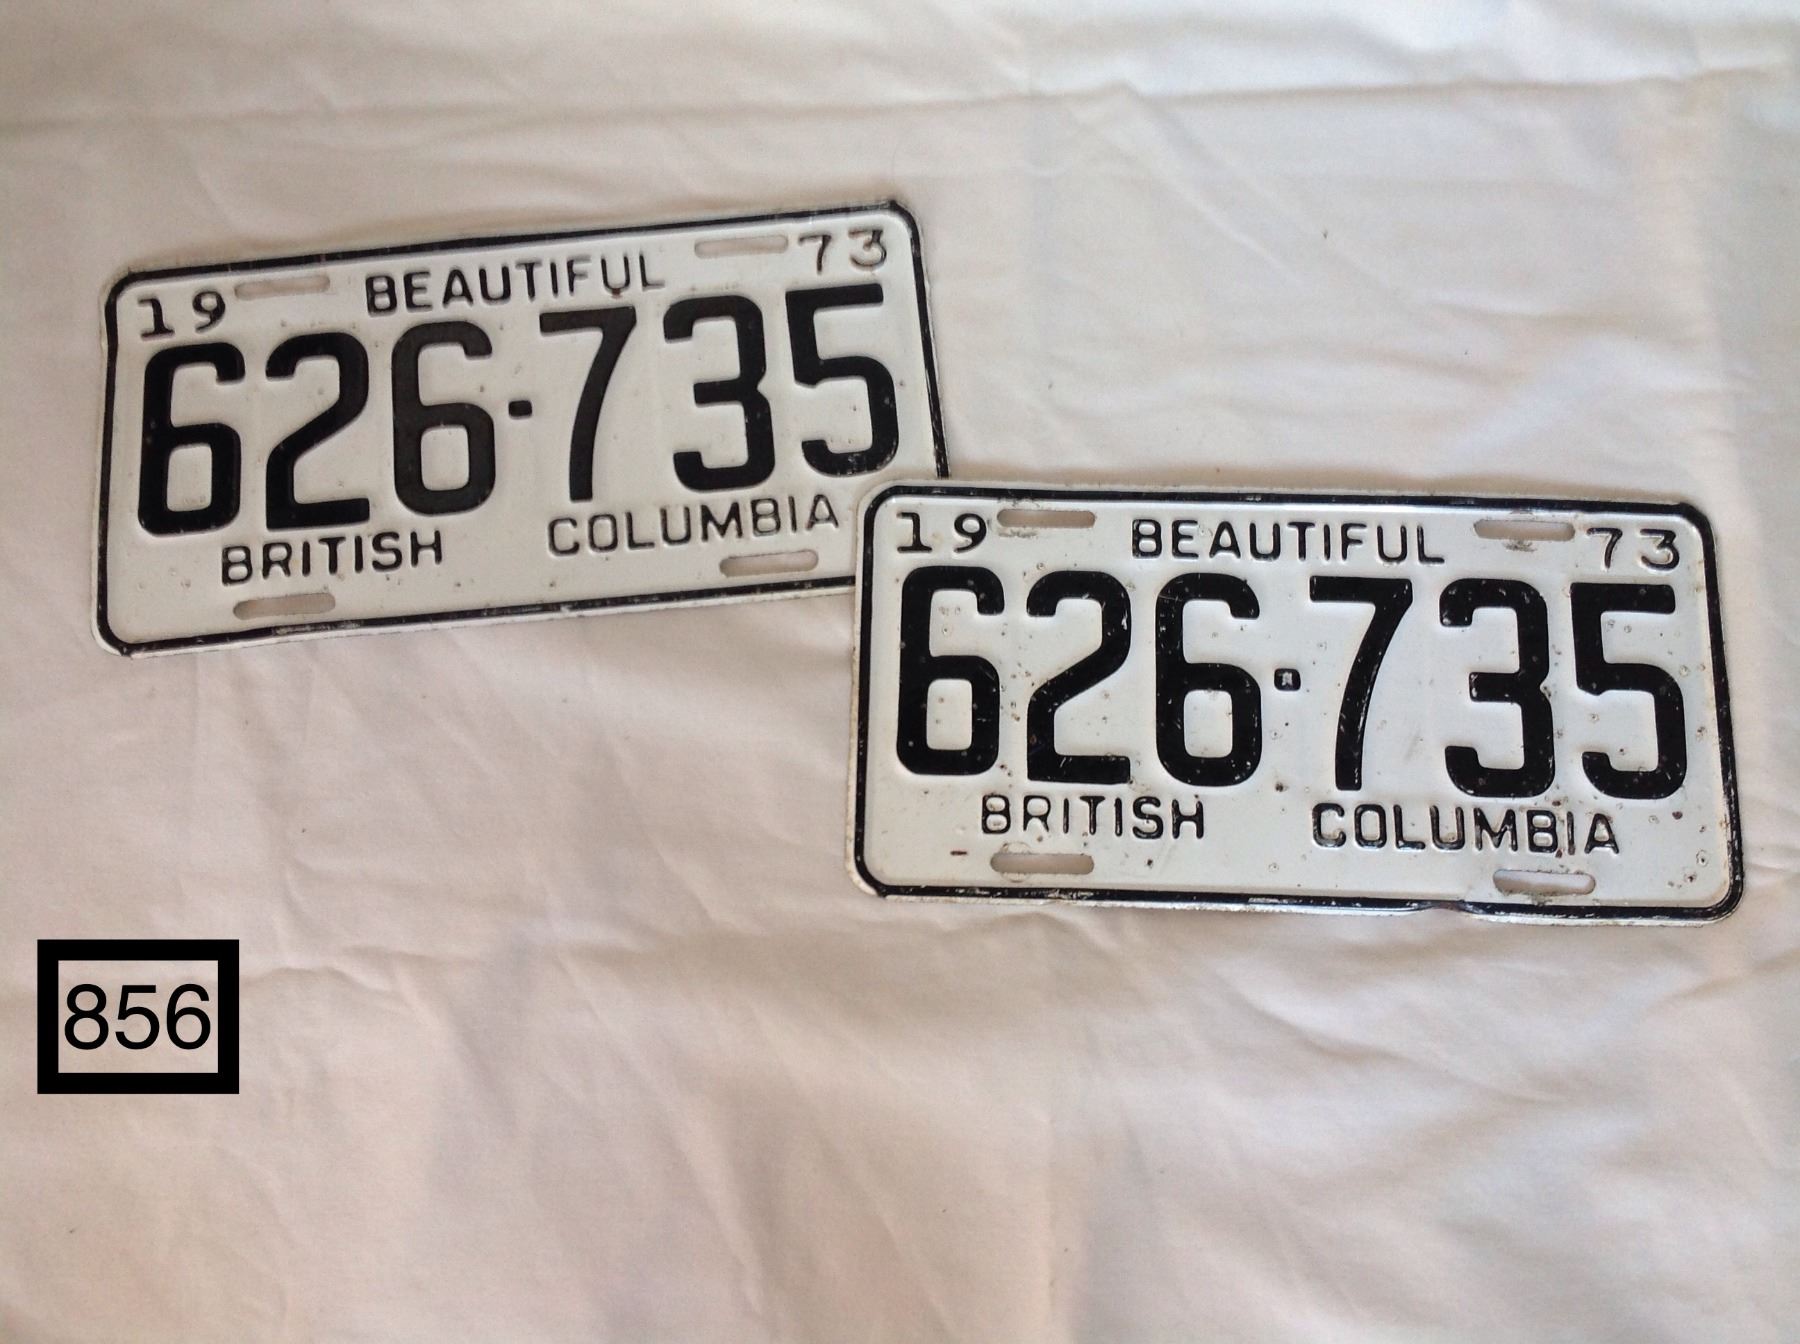 19 BEAUTIFUL 73
626-735
BRITISH COLUMBIA
19 BEAUTIFUL 73
626-735
BRITISH COLUMBIA
856